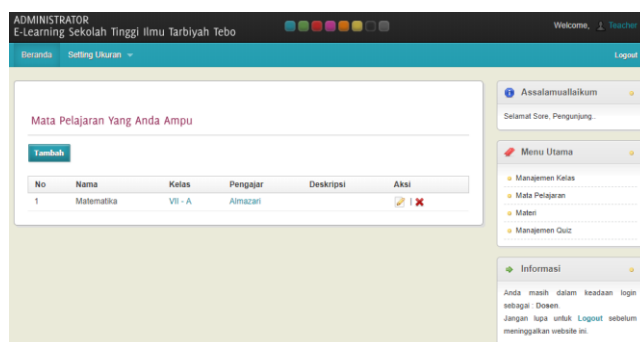 ADMINISTRATOR
E-Learning Sekolah Tinggi Ilmu Tarbiyah Tebo
Welcome, Teacher
Beranda Setting Ukuran
Logout
Mata Pelajaran Yang Anda Ampu
Tambah
No Nama Kelas Pengajar Deskripsi Aksi
1 Matematika VII - A Almazari |
Assalamuallaikum
Selamat Sore, Pengunjung..
Menu Utama
Manajemen Kelas
Mata Pelajaran
Materi
Manajemen Quiz
Informasi
Anda masih dalam keadaan login
sebagai : Dosen.
Jangan lupa untuk Logout sebelum
meninggalkan website ini.